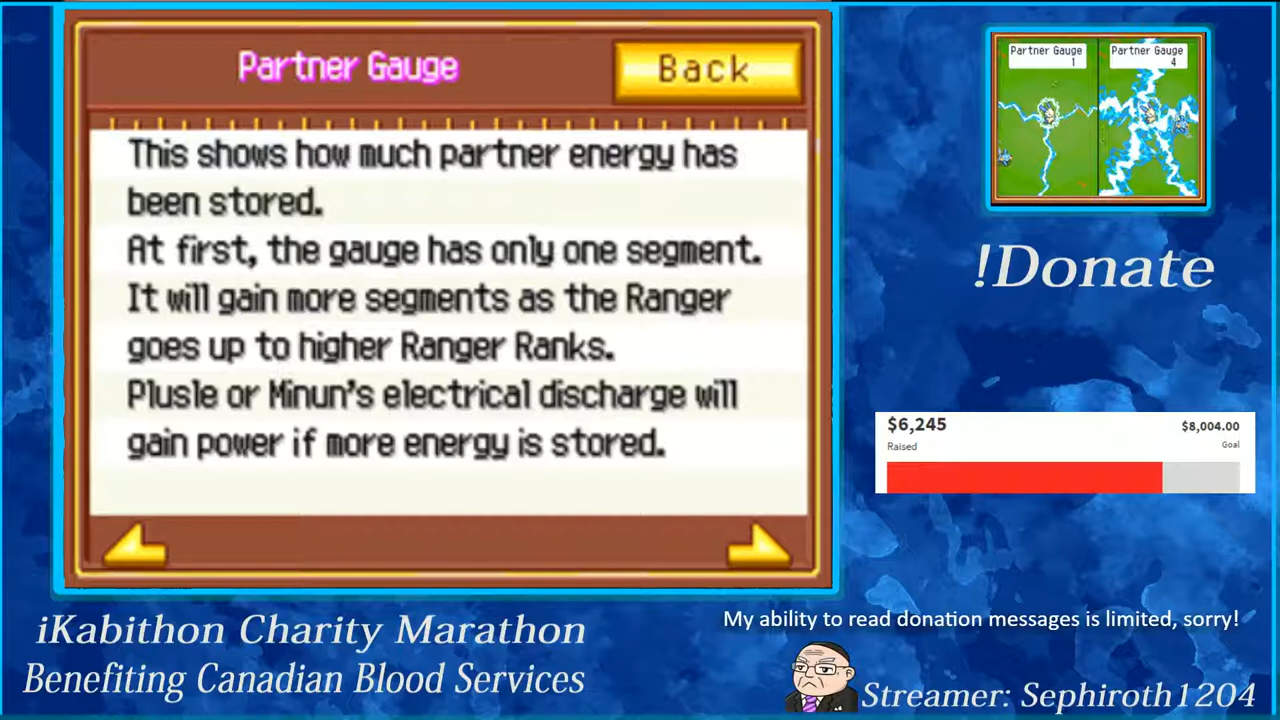 Partner Gauge
Back
This shows how much partner energy has
been stored.
At first, the gauge has only one segment.
It will gain more segments as the Ranger
goes up to higher Ranger Ranks.
Plusle or Minun's electrical discharge will
gain power if more energy is stored.
Partner Gauge
1
Partner Gauge
4
!Donate
$6,245
Raised
$8,004.00
Goal
My ability to read donation messages is limited, sorry!
iKabithon Charity Marathon
Benefiting Canadian Blood Services
Streamer: Sephiroth1204